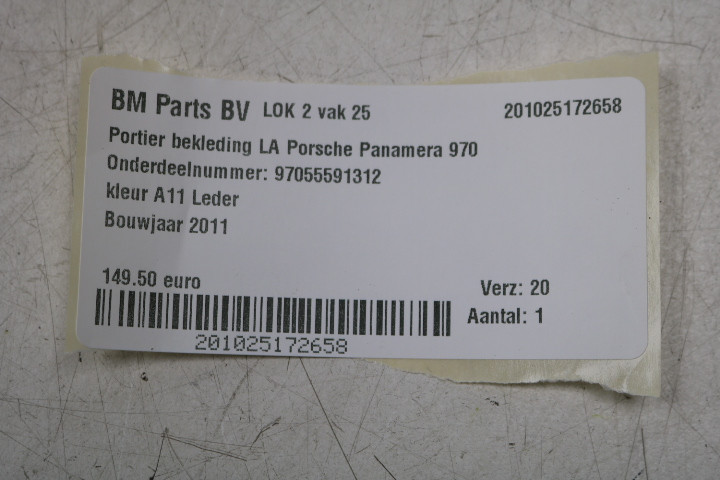 BM Parts BV LOK 2 vak 25 201025172658
Portier bekleding LA Porsche Panamera 970
Onderdeelnummer: 97055591312
kleur A11 Leder
Bouwjaar 2011
149.50 euro Verz: 20
Aantal: 1
201025172658